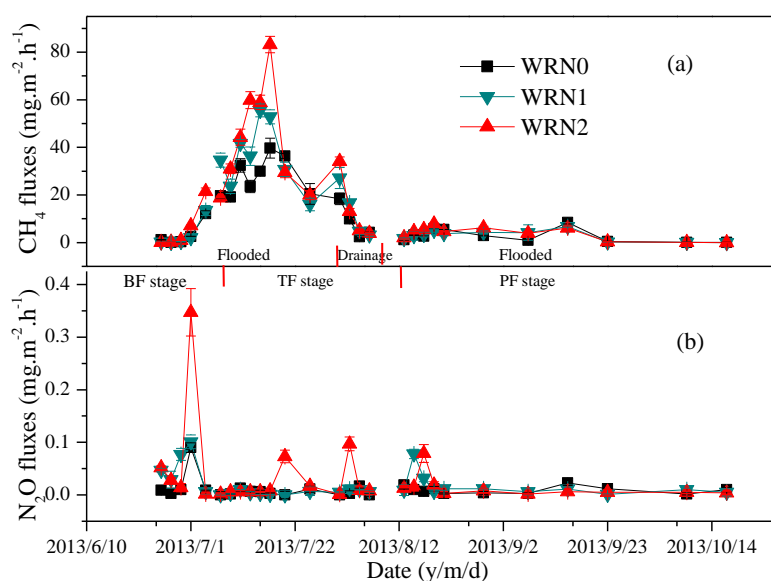 CH4 fluxes (mg.m-2.h-1)
80
60
40
20
0
WRN0
WRN1
WRN2
(a)
Flooded
Drainage
Flooded
BF stage
TF stage
PF stage
N2O fluxes (mg.m-2.h-1)
0.4
0.3
0.2
0.1
0.0
(b)
2013/6/10
2013/7/1
2013/7/22
2013/8/12
2013/9/2
2013/9/23
2013/10/14
Date (y/m/d)